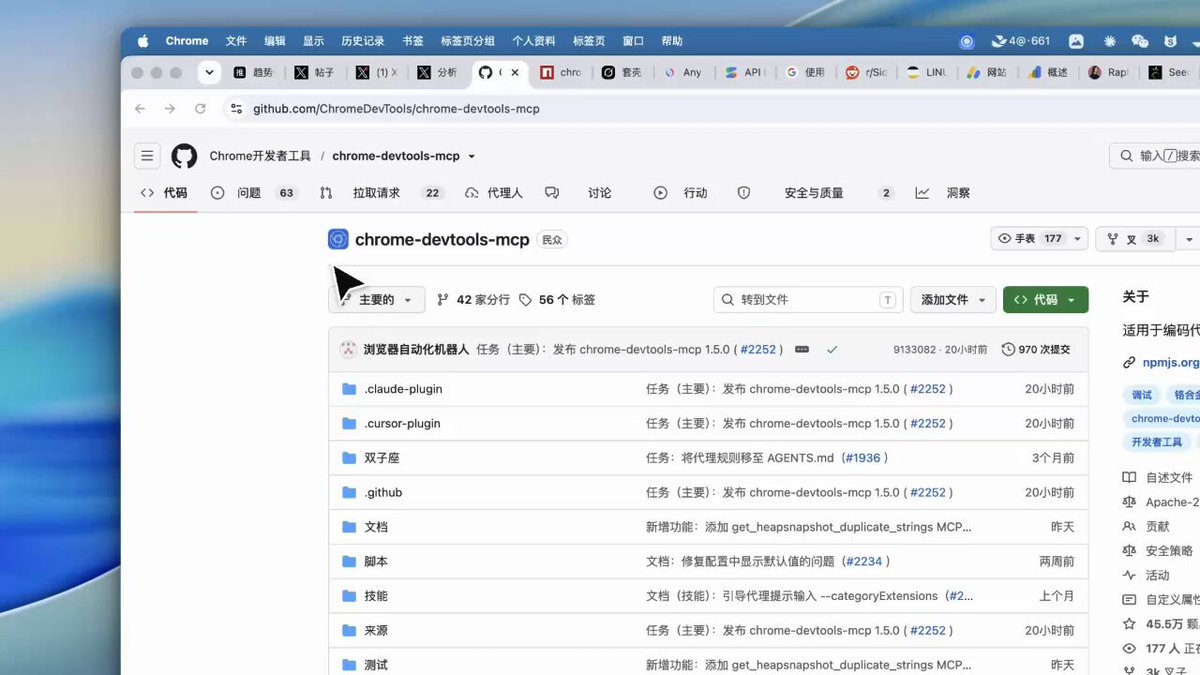 Chrome 文件 编辑 显示 历史记录 书签 标签页分组 个人资料 标签页 窗口 帮助 4@·661
趋势 帖子 (1) X 分析 chro 套壳 Any API 使用 r/Sic LINU 网站 概述 Rapi See
github.com/ChromeDevTools/chrome-devtools-mcp
Chrome开发者工具 / chrome-devtools-mcp 输入/搜索
代码 问题 63 拉取请求 22 代理人 讨论 行动 安全与质量 2 洞察
chrome-devtools-mcp 民众 手表 177 叉 3k
主要的 42 家分行 56 个 标签 转到文件 T 添加文件 代码 关于
适用于编码代
浏览器自动化机器人 任务（主要）：发布 chrome-devtools-mcp 1.5.0 ( #2252 ) 9133082 · 20小时前 970 次提交
npmjs.org
.claude-plugin 任务（主要）：发布 chrome-devtools-mcp 1.5.0 ( #2252 ) 20小时前
调试 铬合金
chrome-devto
.cursor-plugin 任务（主要）：发布 chrome-devtools-mcp 1.5.0 ( #2252 ) 20小时前
开发者工具
双子座 任务：将代理规则移至 AGENTS.md（#1936 ） 3个月前
自述文件
.github 任务（主要）：发布 chrome-devtools-mcp 1.5.0 ( #2252 ) 20小时前
Apache-2
文档 新增功能：添加 get_heapsnapshot_duplicate_strings MCP... 昨天
贡献
安全策略
脚本 文档：修复配置中显示默认值的问题（#2234 ） 两周前
活动
技能 文档（技能）：引导代理提示输入 --categoryExtensions（#2... 上个月
自定义属性
来源 任务（主要）：发布 chrome-devtools-mcp 1.5.0 ( #2252 ) 20小时前
45.5万 颗
177 人 正在
测试 新增功能：添加 get_heapsnapshot_duplicate_strings MCP... 昨天
3k 叉子